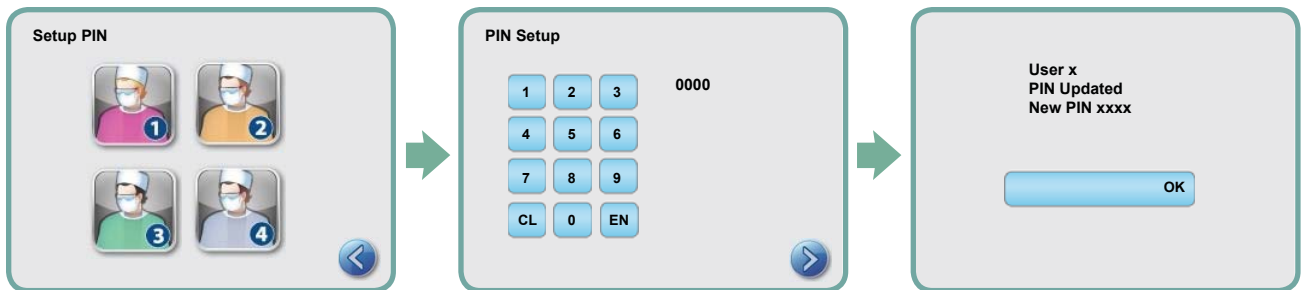 Setup PIN
1 2
3 4
PIN Setup
0000
1 2 3
4 5 6
7 8 9
CL 0 EN
User x
PIN Updated
New PIN xxxx
OK